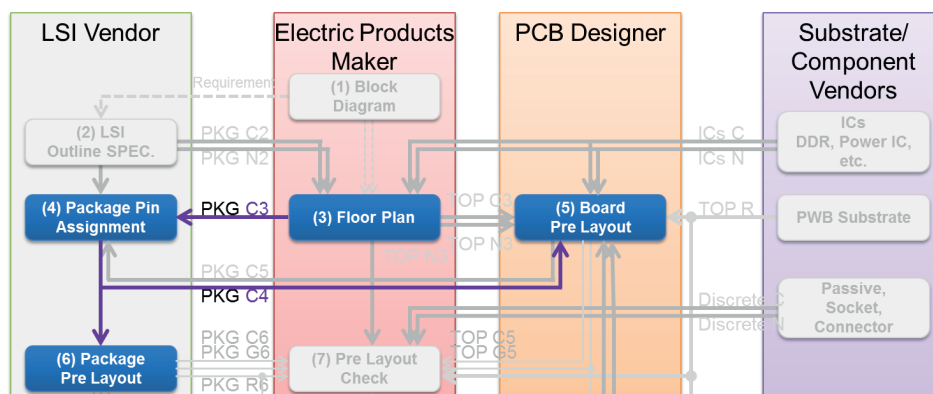 LSI Vendor
Electric Products
Maker
PCB Designer
Substrate/
Component
Vendors
Requirement
(1) Block
Diagram
(2) LSI
Outline SPEC.
PKG C2
PKG N2
ICs C
ICs N
ICs
DDR, Power IC,
etc.
(4) Package Pin
Assignment
PKG C3
(3) Floor Plan
TOP C3
TOP N3
(5) Board
Pre Layout
TOP R
PWB Substrate
PKG C5
PKG C4
Discrete C
Discrete N
Passive,
Socket,
Connector
(6) Package
Pre Layout
PKG C6
PKG G6
PKG R6
(7) Pre Layout
Check
TOP C5
TOP G5